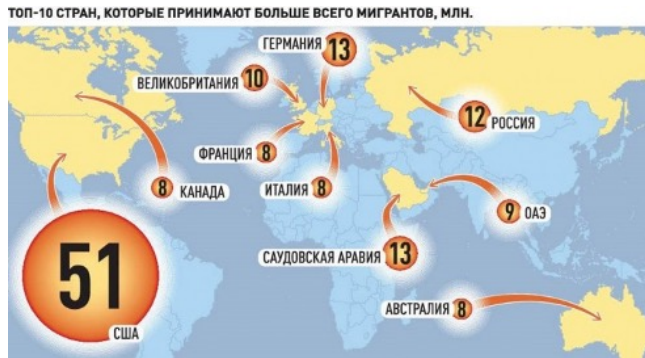 ТОП-10 СТРАН, КОТОРЫЕ ПРИНИМАЮТ БОЛЬШЕ ВСЕГО МИГРАНТОВ, МЛН.
ГЕРМАНИЯ 13
ВЕЛИКОБРИТАНИЯ 10
12 РОССИЯ
ФРАНЦИЯ 8
ИТАЛИЯ 8
8 КАНАДА
9 ОАЭ
51
США
САУДОВСКАЯ АРАВИЯ 13
АВСТРАЛИЯ 8